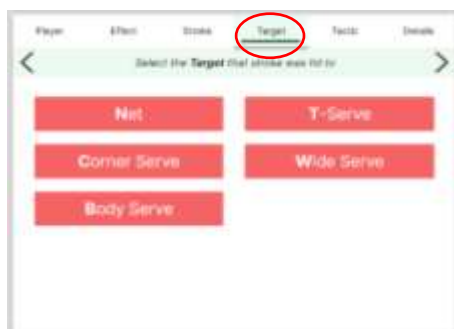 Player Effect Stroke Target Tactic Details
Select the Target that stroke was hit to
Net T-Serve
Corner Serve Wide Serve
Body Serve